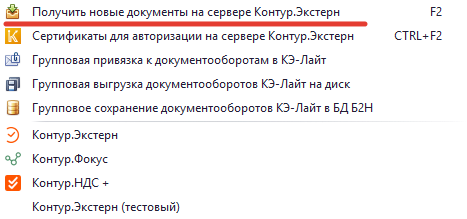 Получить новые документы на сервере Контур.Экстерн F2
Сертификаты для авторизации на сервере Контур.Экстерн CTRL+F2
Групповая привязка к документооборотам в КЭ-Лайт
Групповая выгрузка документооборотов КЭ-Лайт на диск
Групповое сохранение документооборотов КЭ-Лайт в БД Б2Н
Контур.Экстерн
Контур.Фокус
Контур.НДС +
Контур.Экстерн (тестовый)